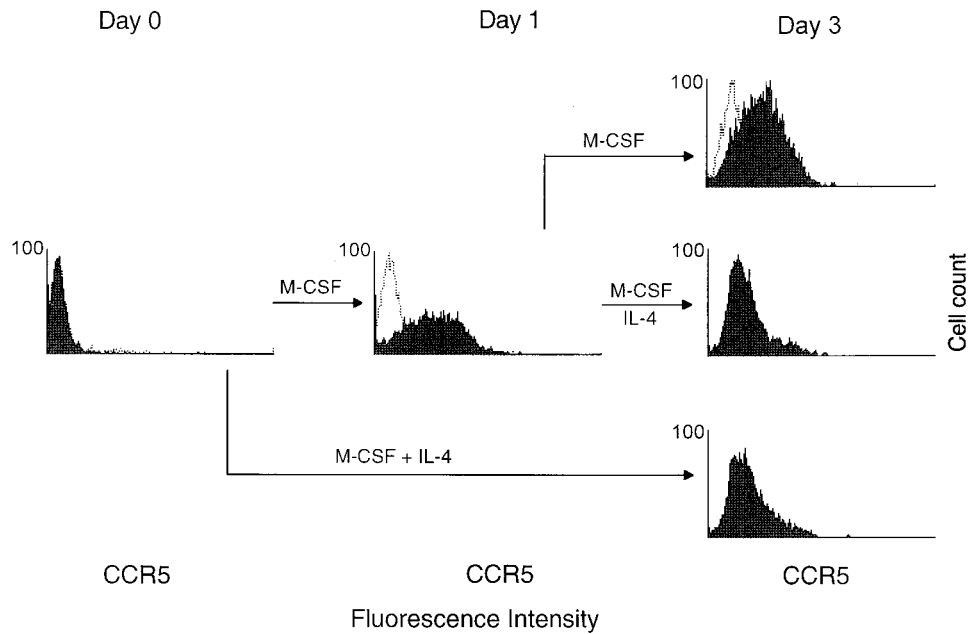 Day 0
Day 1
Day 3
100
M-CSF
100
M-CSF
100
M-CSF
IL-4
100
Cell count
M-CSF + IL-4
100
CCR5
CCR5
CCR5
Fluorescence Intensity